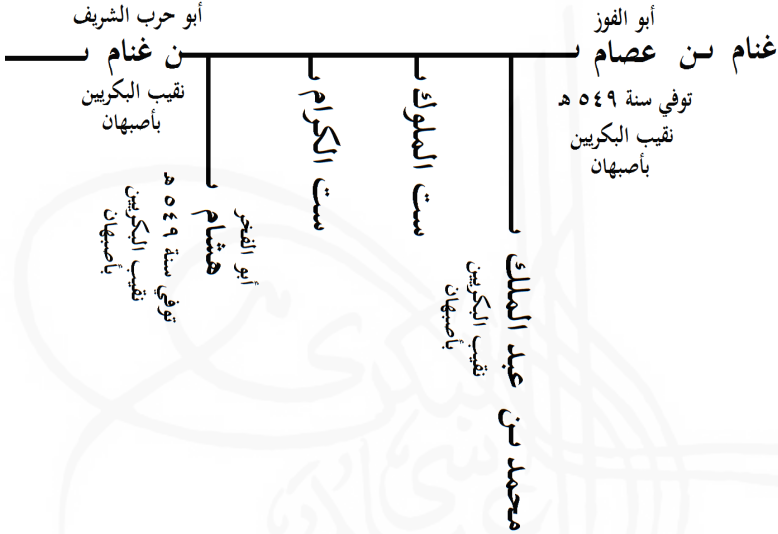 أبو الفوز
غنام بن عصام ب
توفي سنة ٥٤٩ هـ
نقيب البكريين
بأصبهان
أبو حرب الشريف
ن غنام ب
نقيب البكريين
بأصبهان
محمد بن عبد الملك ب
نقيب البكريين
بأصبهان
ست الملوك ب
ست الكرام ب
أبو الفخر
هشام ب
توفي سنة ٥٤٩ هـ
نقيب البكريين
بأصبهان